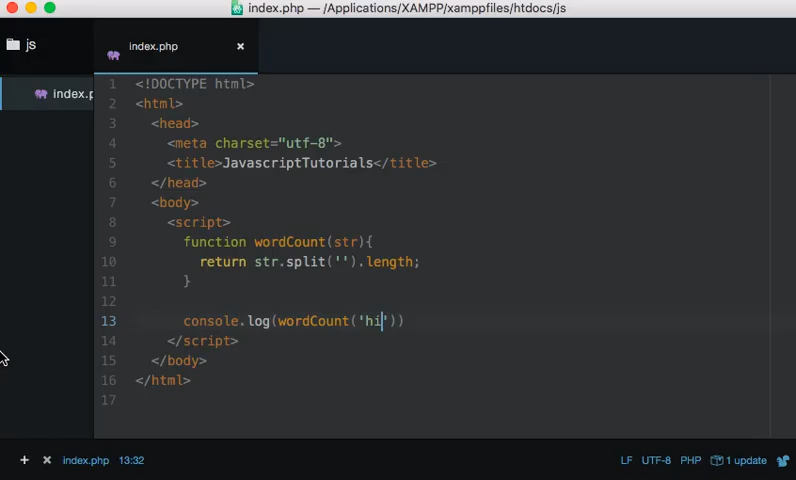 index.php — /Applications/XAMPP/xamppfiles/htdocs/js
js
index.php
index.p
1 <!DOCTYPE html>
2 <html>
3 <head>
4 <meta charset="utf-8">
5 <title>JavascriptTutorials</title>
6 </head>
7 <body>
8 <script>
9 function wordCount(str){
10 return str.split('').length;
11 }
12
13 console.log(wordCount('hi'))
14 </script>
15 </body>
16 </html>
17
index.php 13:32 LF UTF-8 PHP 1 update